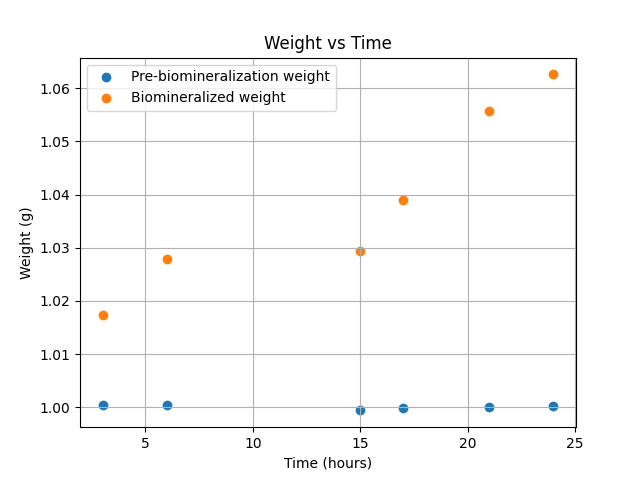 Weight vs Time
Pre-biomineralization weight
Biomineralized weight
1.06
1.05
1.04
1.03
1.02
1.01
1.00
Weight (g)
5
10
15
20
25
Time (hours)